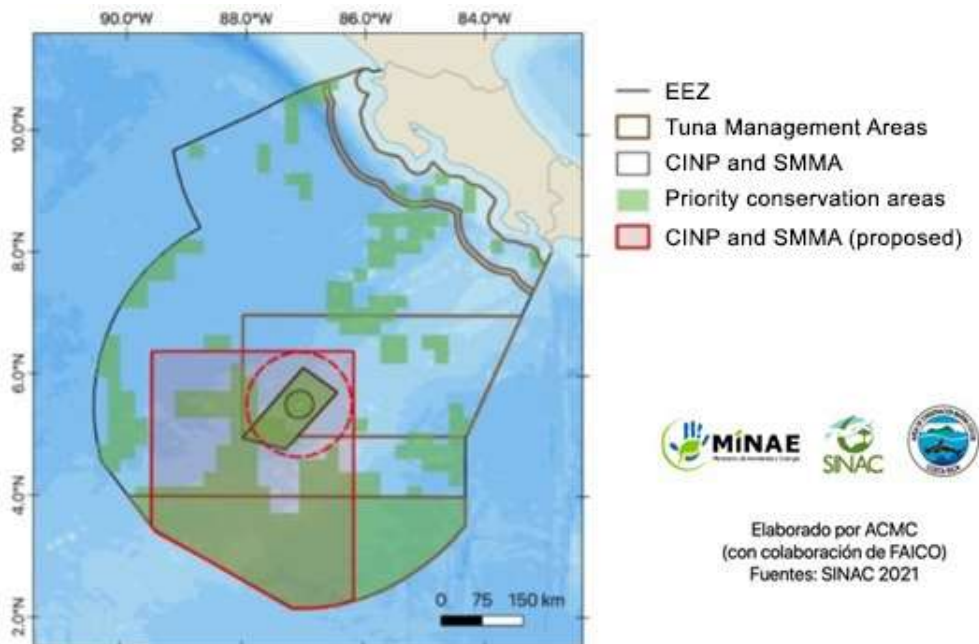 90.0°W 88.0°W 86.0°W 84.0°W
10.0°N
8.0°N
6.0°N
4.0°N
2.0°N
EEZ
Tuna Management Areas
CINP and SMMA
Priority conservation areas
CINP and SMMA (proposed)
MINAE
SINAC
COSTA RICA
Elaborado por ACMC
(con colaboración de FAICO)
Fuentes: SINAC 2021
0 75 150 km